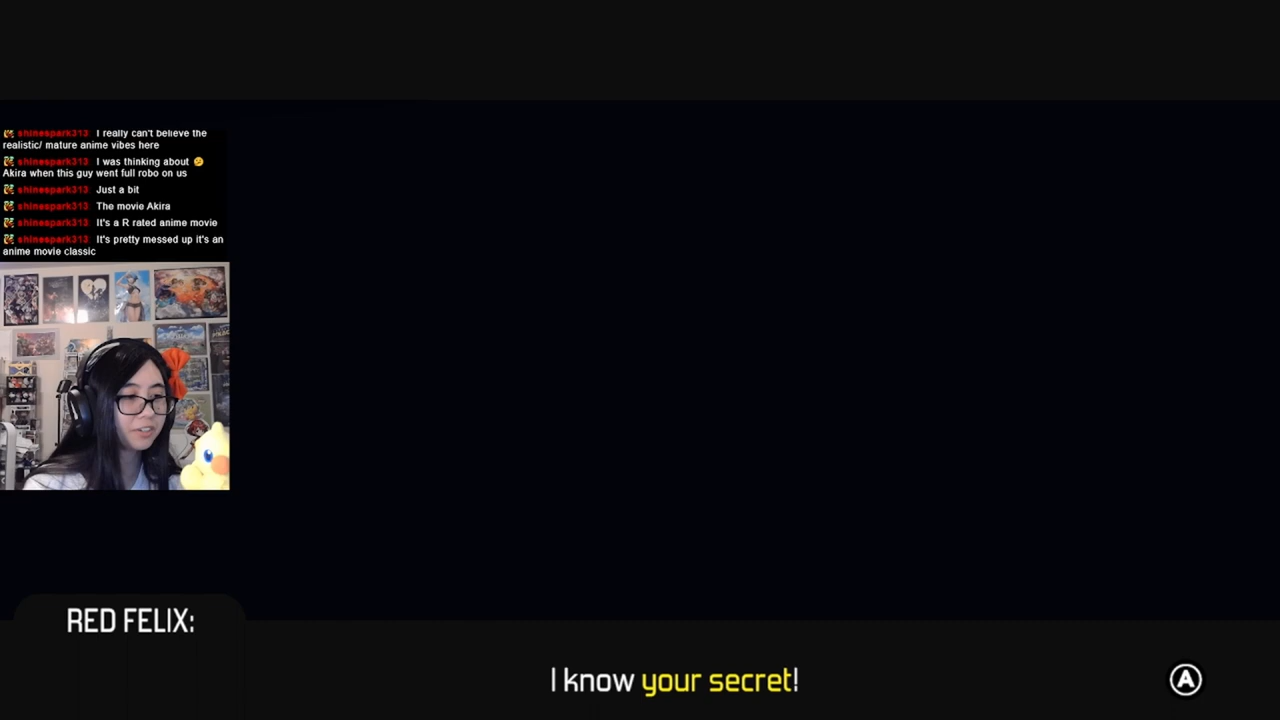 shinespark313 I really can't believe the
realistic/ mature anime vibes here
shinespark313 I was thinking about
Akira when this guy went full robo on us
shinespark313 Just a bit
shinespark313 The movie Akira
shinespark313 It's a R rated anime movie
shinespark313 It's pretty messed up it's an
anime movie classic
RED FELIX:
I know your secret!
A